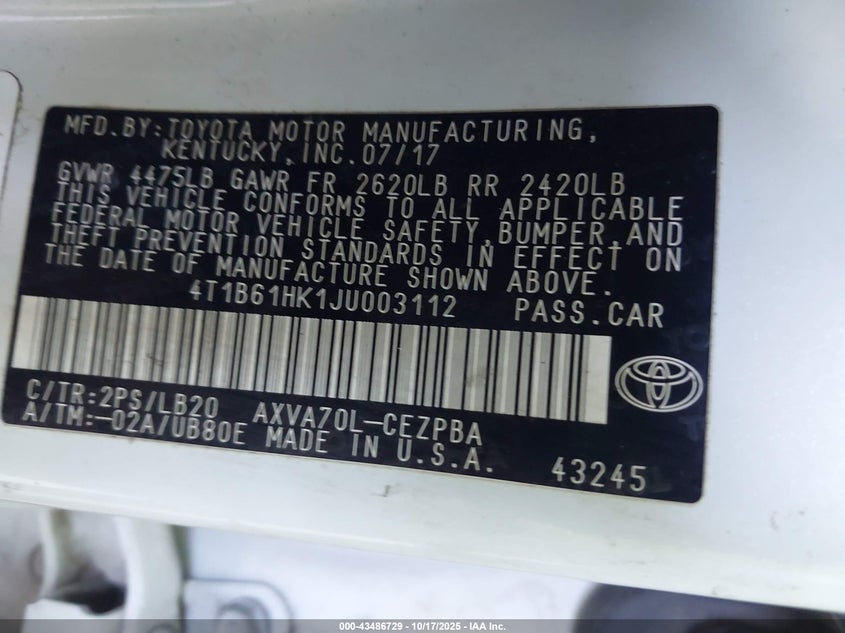 MFD.BY:TOYOTA MOTOR MANUFACTURING,
KENTUCKY,INC.07/17
GVWR 4475LB GAWR FR 2620LB RR 2420LB
THIS VEHICLE CONFORMS TO ALL APPLICABLE
FEDERAL MOTOR VEHICLE SAFETY,BUMPER,AND
THEFT PREVENTION STANDARDS IN EFFECT ON
THE DATE OF MANUFACTURE SHOWN ABOVE.
4T1B61HK1JU003112 PASS.CAR
C/TR:2PS/LB20 AXVA70L-CEZPBA
A/TM:-02A/UB80E MADE IN U.S.A.
43245
000-43486729 - 10/17/2025 - IAA Inc.